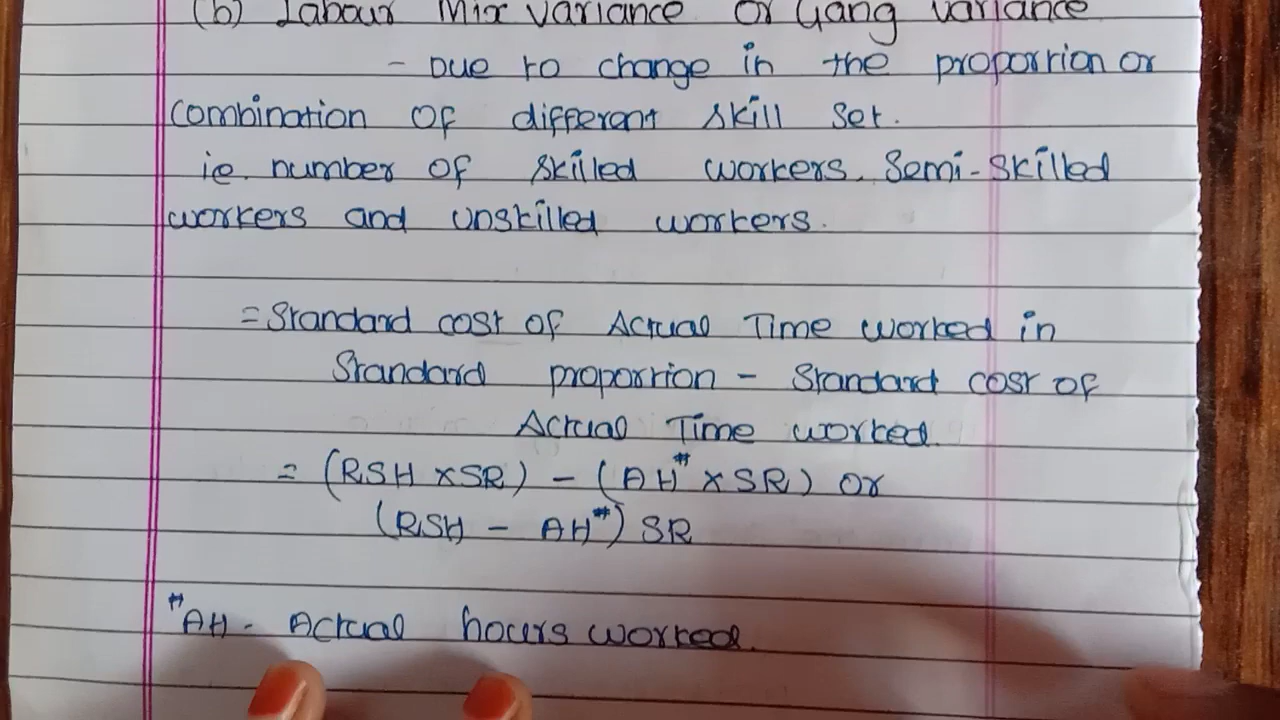 (b) Labour Mix Variance or Gang Variance
- Due to change in the proportion or
combination of different skill set.
ie. number of skilled workers, Semi-skilled
workers and unskilled workers.
= Standard cost of Actual Time worked in
Standard proportion - Standard cost of
Actual Time worked.
= (RSH × SR) - (AH# × SR) or
(RSH - AH#) SR
#AH - Actual hours worked.